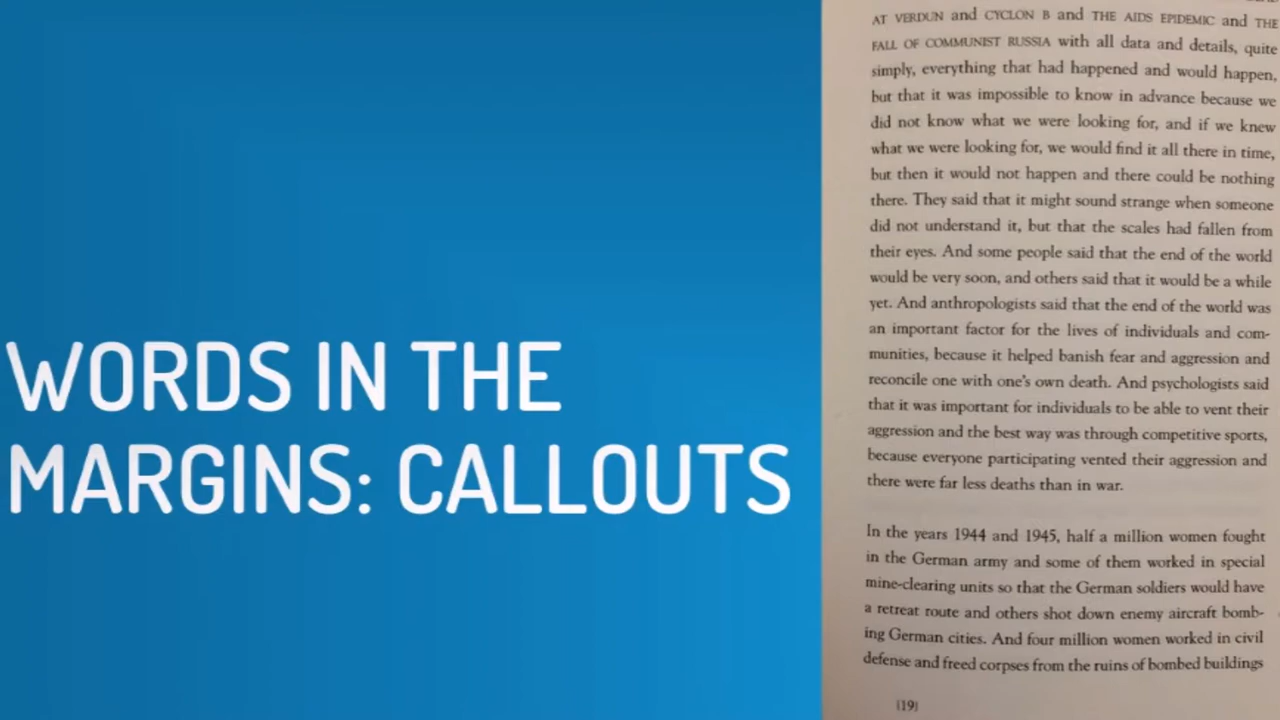 WORDS IN THE
MARGINS: CALLOUTS
AT VERDUN and CYCLON B and THE AIDS EPIDEMIC and THE
FALL OF COMMUNIST RUSSIA with all data and details, quite
simply, everything that had happened and would happen,
but that it was impossible to know in advance because we
did not know what we were looking for, and if we knew
what we were looking for, we would find it all there in time,
but then it would not happen and there could be nothing
there. They said that it might sound strange when someone
did not understand it, but that the scales had fallen from
their eyes. And some people said that the end of the world
would be very soon, and others said that it would be a while
yet. And anthropologists said that the end of the world was
an important factor for the lives of individuals and com-
munities, because it helped banish fear and aggression and
reconcile one with one's own death. And psychologists said
that it was important for individuals to be able to vent their
aggression and the best way was through competitive sports,
because everyone participating vented their aggression and
there were far less deaths than in war.
In the years 1944 and 1945, half a million women fought
in the German army and some of them worked in special
mine-clearing units so that the German soldiers would have
a retreat route and others shot down enemy aircraft bomb-
ing German cities. And four million women worked in civil
defense and freed corpses from the ruins of bombed buildings
[19]